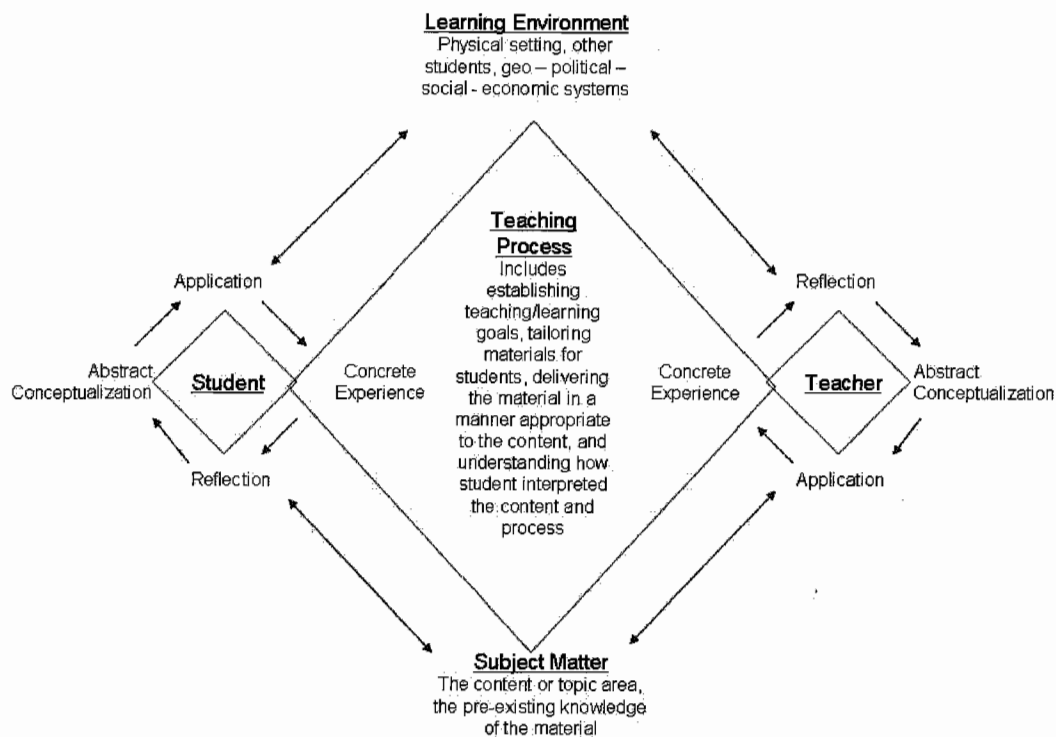 Learning Environment
Physical setting, other
students, geo – political –
social - economic systems
Teaching
Process
Includes
establishing
teaching/learning
goals, tailoring
materials for
students, delivering
the material in a
manner appropriate
to the content, and
understanding how
student interpreted
the content and
process
Application
Abstract
Conceptualization
Student
Concrete
Experience
Reflection
Reflection
Concrete
Experience
Teacher
Abstract
Conceptualization
Application
Subject Matter
The content or topic area,
the pre-existing knowledge
of the material